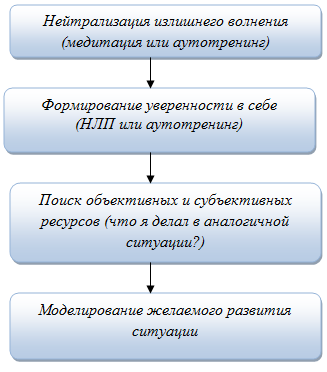 Нейтрализация излишнего волнения
(медитация или аутотренинг)
Формирование уверенности в себе
(НЛП или аутотренинг)
Поиск объективных и субъективных
ресурсов (что я делал в аналогичной
ситуации?)
Моделирование желаемого развития
ситуации